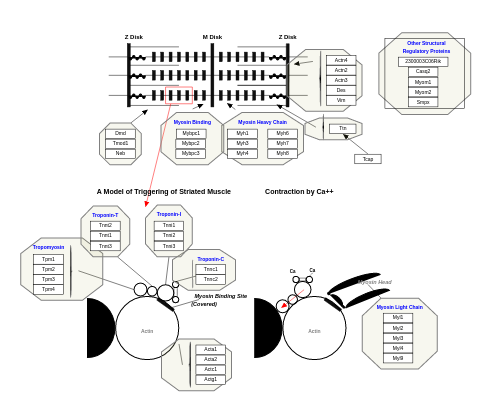 Z Disk
M Disk
Z Disk
Other Structural
Regulatory Proteins
2300003C06Rik
Casq2
Myom1
Myom2
Smpx
Actn4
Actn2
Actn3
Des
Vim
Dmd
Tmod1
Neb
Myosin Binding
Mybpc1
Mybpc2
Mybpc3
Myosin Heavy Chain
Myh1
Myh3
Myh4
Myh6
Myh7
Myh8
Ttn
Tcap
A Model of Triggering of Striated Muscle
Contraction by Ca++
Troponin-T
Tnnt2
Tnnt1
Tnnt3
Troponin-I
Tnni1
Tnni2
Tnni3
Tropomyosin
Tpm1
Tpm2
Tpm3
Tpm4
Troponin-C
Tnnc1
Tnnc2
Myosin Binding Site
(Covered)
Ca
Ca
Myosin Head
Actin
Actin
Myosin Light Chain
Myl1
Myl2
Myl3
Myl4
Myl9
Acta1
Acta2
Actc1
Actg1